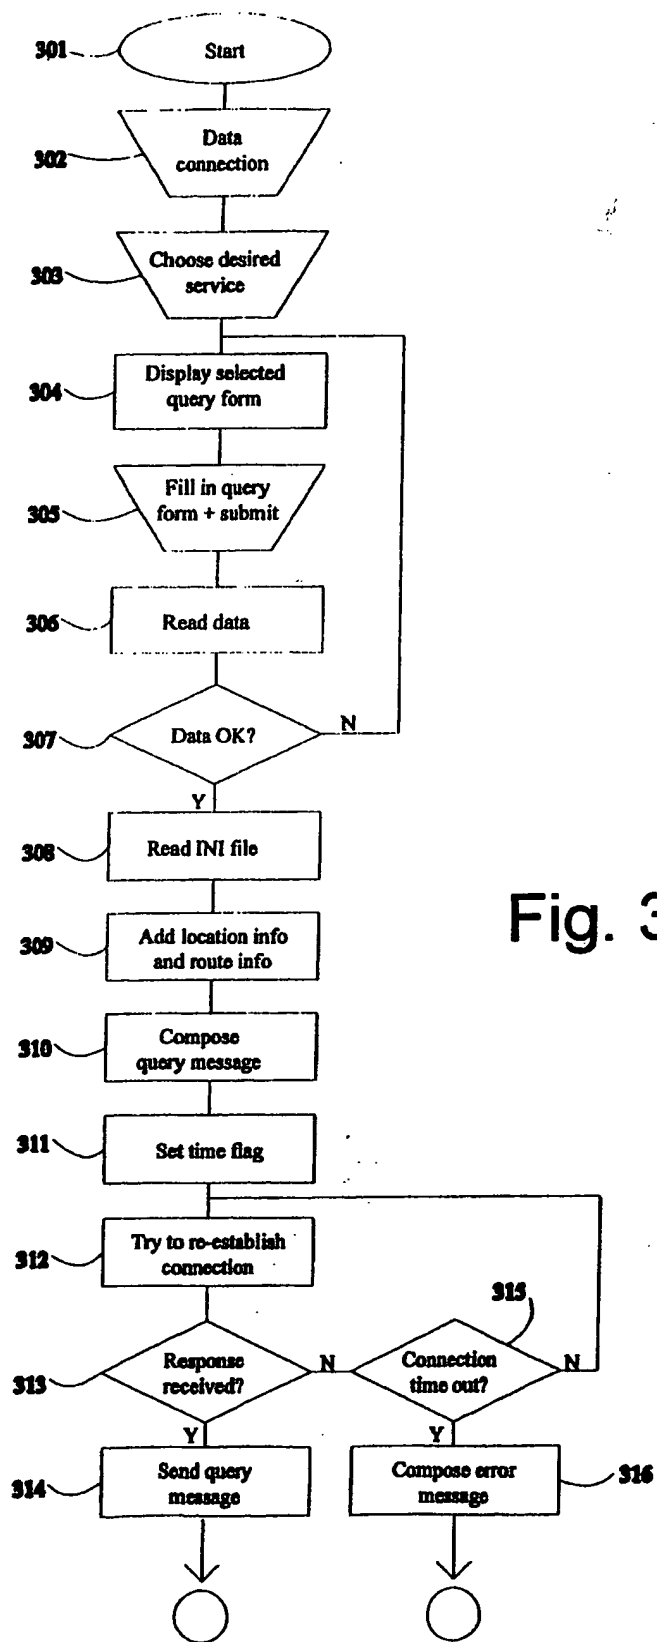 301
Start
302
Data
connection
303
Choose desired
service
304
Display selected
query form
305
Fill in query
form + submit
306
Read data
307
Data OK?
N
Y
308
Read INI file
Fig. 3
309
Add location info
and route info
310
Compose
query message
311
Set time flag
312
Try to re-establish
connection
315
313
Response
received?
N
Connection
time out?
N
Y
Y
314
Send query
message
Compose error
message
316